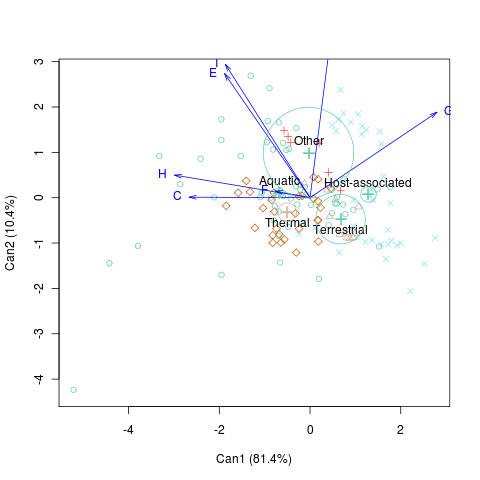 I
E
G
3
2
Other
1
H
Aquatic
Host-associated
F
C
0
Thermal
Terrestrial
-1
-2
-3
-4
Can2 (10.4%)
-4
-2
0
2
Can1 (81.4%)